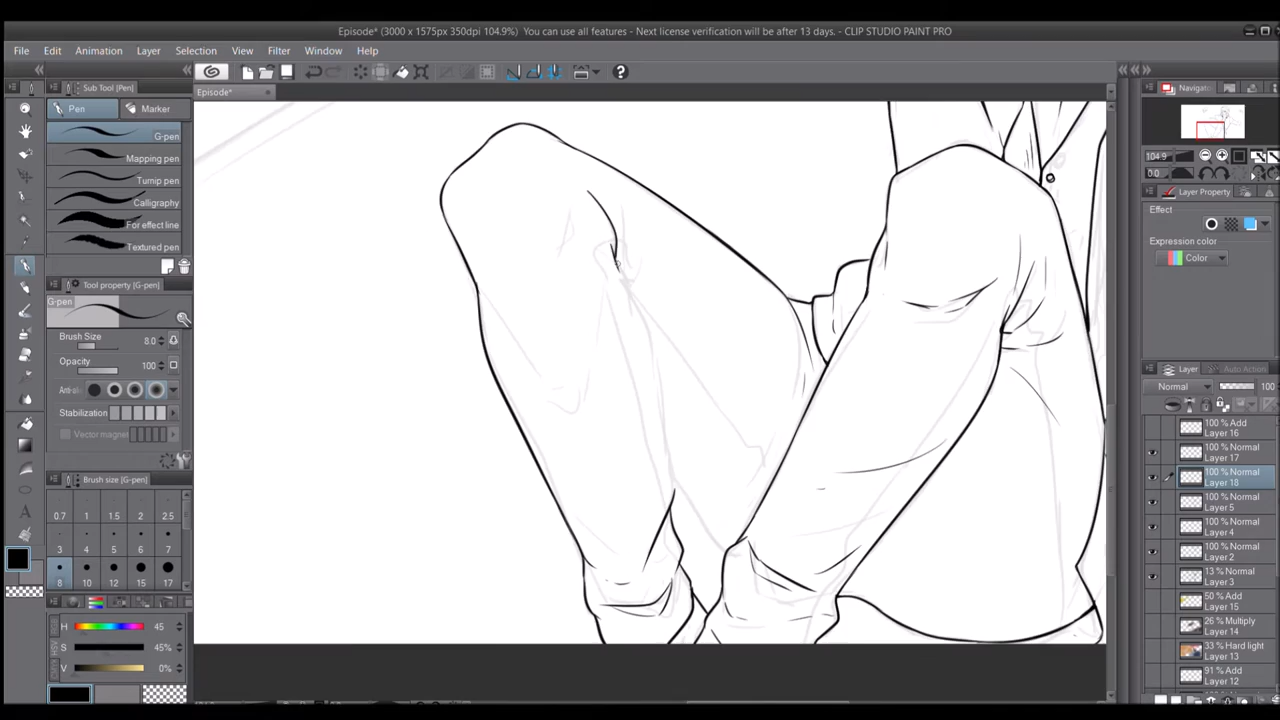 Episode* (3000 x 1575px 350dpi 104.9%) You can use all features - Next license verification will be after 13 days. - CLIP STUDIO PAINT PRO
File Edit Animation Layer Selection View Filter Window Help
Sub Tool [Pen]
Pen Marker
G-pen
Mapping pen
Turnip pen
Calligraphy
For effect line
Textured pen
Tool property [G-pen]
G-pen
Brush Size 8.0
Opacity 100
Stabilization
Vector magnet
Brush size [G-pen]
0.7 1 1.5 2 2.5
3 4 5 6 7
8 10 12 15 17
H 45
S 45%
V 0%
Episode*
Navigator
104.9
0.0
Layer Property
Effect
Expression color
Color
Layer Auto Action
Normal 100
100 % Add
Layer 16
100 % Normal
Layer 17
100 % Normal
Layer 18
100 % Normal
Layer 5
100 % Normal
Layer 4
100 % Normal
Layer 2
13 % Normal
Layer 3
50 % Add
Layer 15
26 % Multiply
Layer 14
33 % Hard light
Layer 13
91 % Add
Layer 12